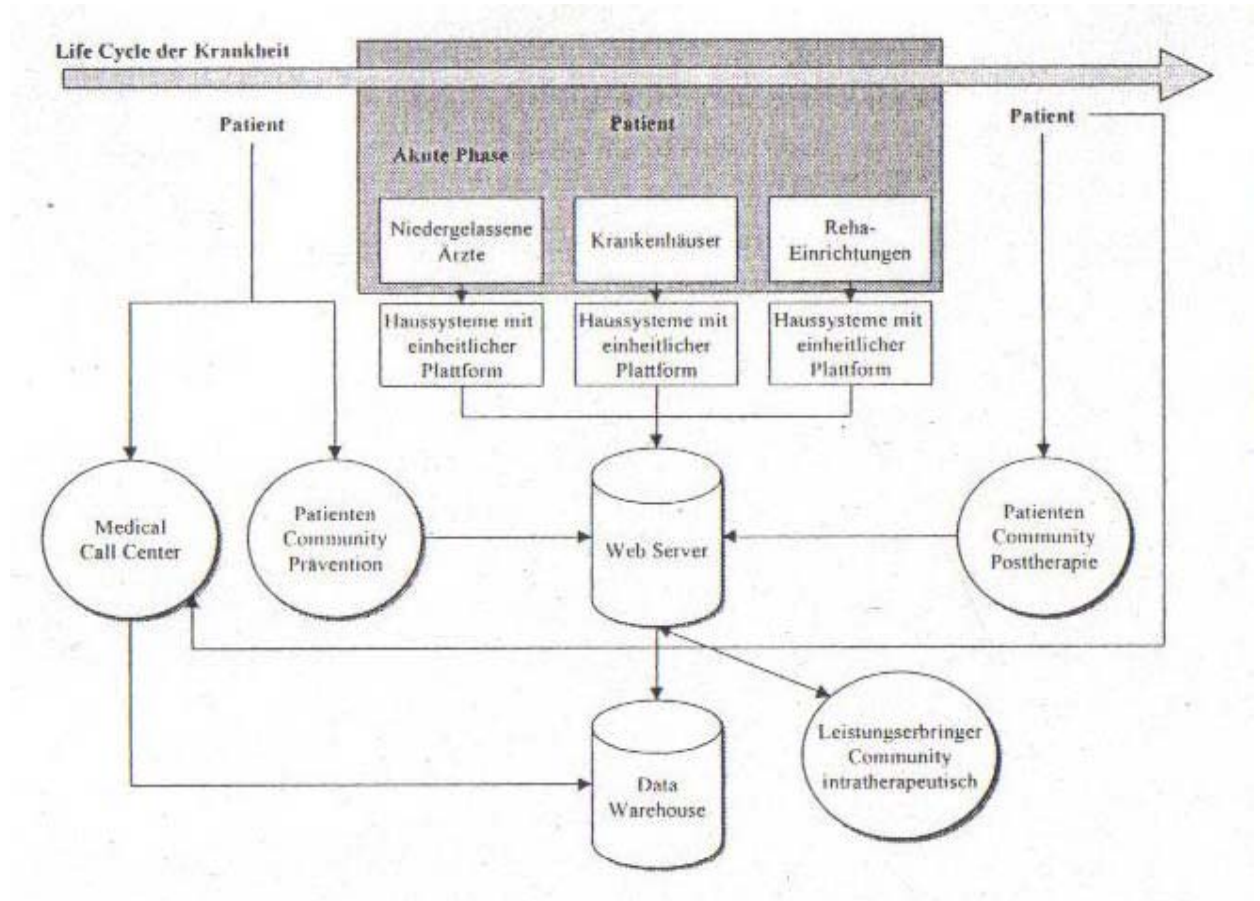 Life Cycle der Krankheit
Patient
Patient
Patient
Akute Phase
Niedergelassene
Ärzte
Krankenhäuser
Reha-
Einrichtungen
Haussysteme mit
einheitlicher
Plattform
Haussysteme mit
einheitlicher
Plattform
Haussysteme mit
einheitlicher
Plattform
Medical
Call Center
Patienten
Community
Prävention
Web Server
Patienten
Community
Posttherapie
Leistungserbringer
Community
intratherapeutisch
Data
Warehouse